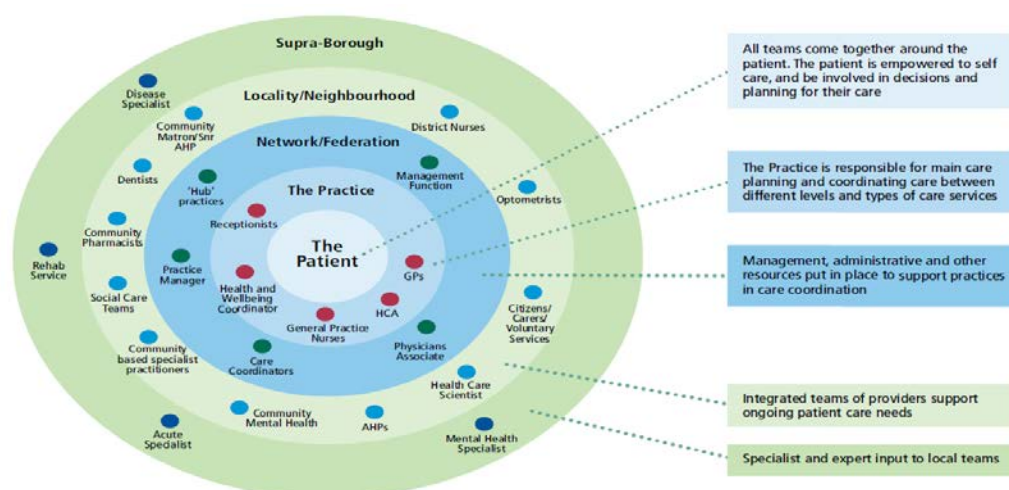 Supra-Borough
Disease
Specialist
Locality/Neighbourhood
Community
Matron/Snr
AHP
District Nurses
Network/Federation
Dentists
'Hub'
practices
Management
Function
The Practice
Optometrists
Receptionists
Community
Pharmacists
The
Patient
Rehab
Service
Practice
Manager
GPs
Social Care
Teams
Health and
Wellbeing
Coordinator
HCA
Citizens/
Carers/
Voluntary
Services
General Practice
Nurses
Community
based specialist
practitioners
Care
Coordinators
Physicians
Associate
Health Care
Scientist
Community
Mental Health
AHPs
Acute
Specialist
Mental Health
Specialist
All teams come together around the
patient. The patient is empowered to self
care, and be involved in decisions and
planning for their care
The Practice is responsible for main care
planning and coordinating care between
different levels and types of care services
Management, administrative and other
resources put in place to support practices
in care coordination
Integrated teams of providers support
ongoing patient care needs
Specialist and expert input to local teams